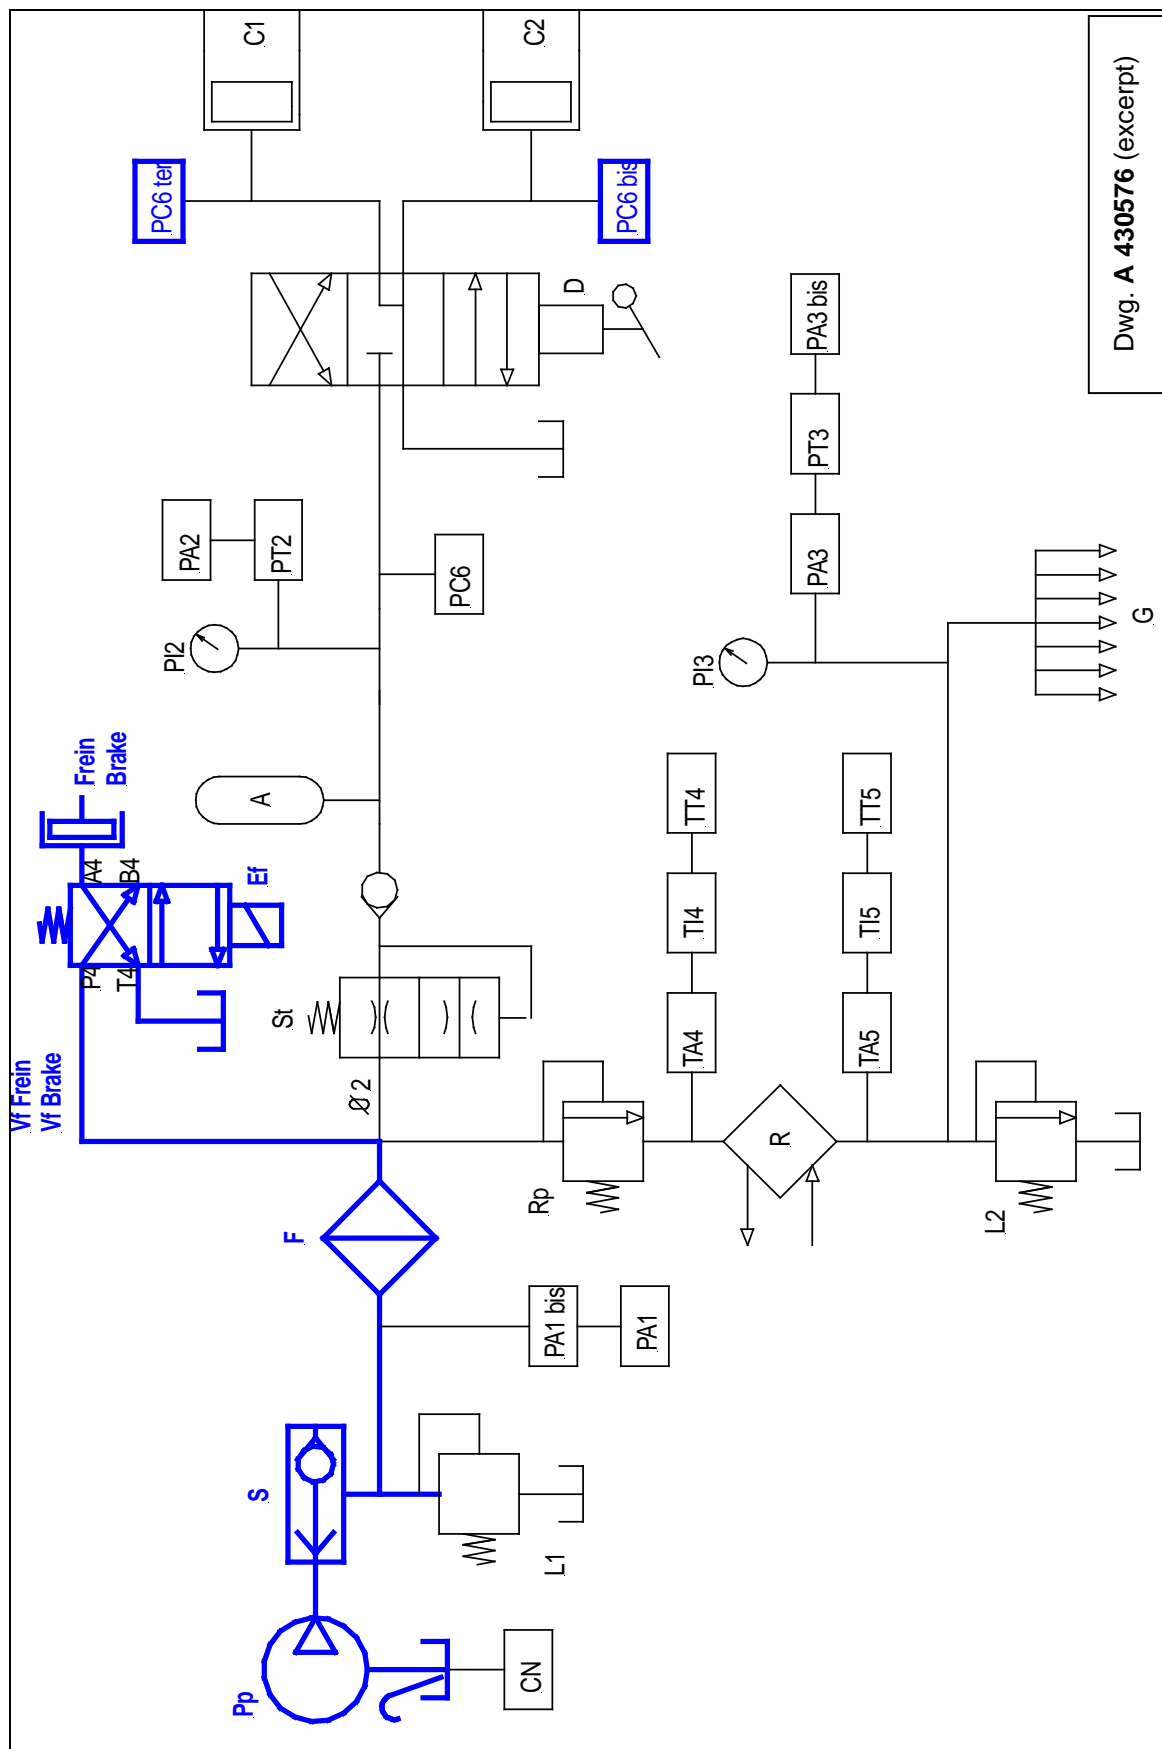 C1
C2
PC6 ter
PC6 bis
D
Dwg. A 430576 (excerpt)
PA3 bis
PT3
PA3
PA2
PT2
PC6
PI2
PI3
G
Frein
Brake
A
A4
B4
P4
T4
Ef
TT4
TT5
TI4
TI5
TA4
TA5
St
Ø 2
Vf Frein
Vf Brake
Rp
R
L2
F
PA1 bis
PA1
S
L1
Pp
CN